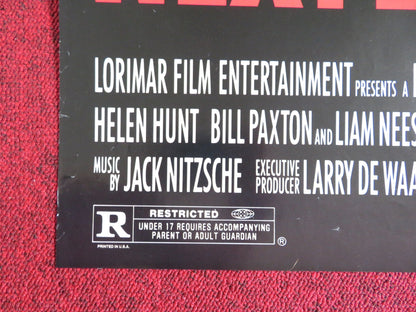 LORIMAR FILM ENTERTAINMENT PRESENTS A
HELEN HUNT BILL PAXTON AND LIAM NEES
MUSIC BY JACK NITZSCHE EXECUTIVE PRODUCER LARRY DE WAA
R RESTRICTED
UNDER 17 REQUIRES ACCOMPANYING
PARENT OR ADULT GUARDIAN ®
PRINTED IN U.S.A.